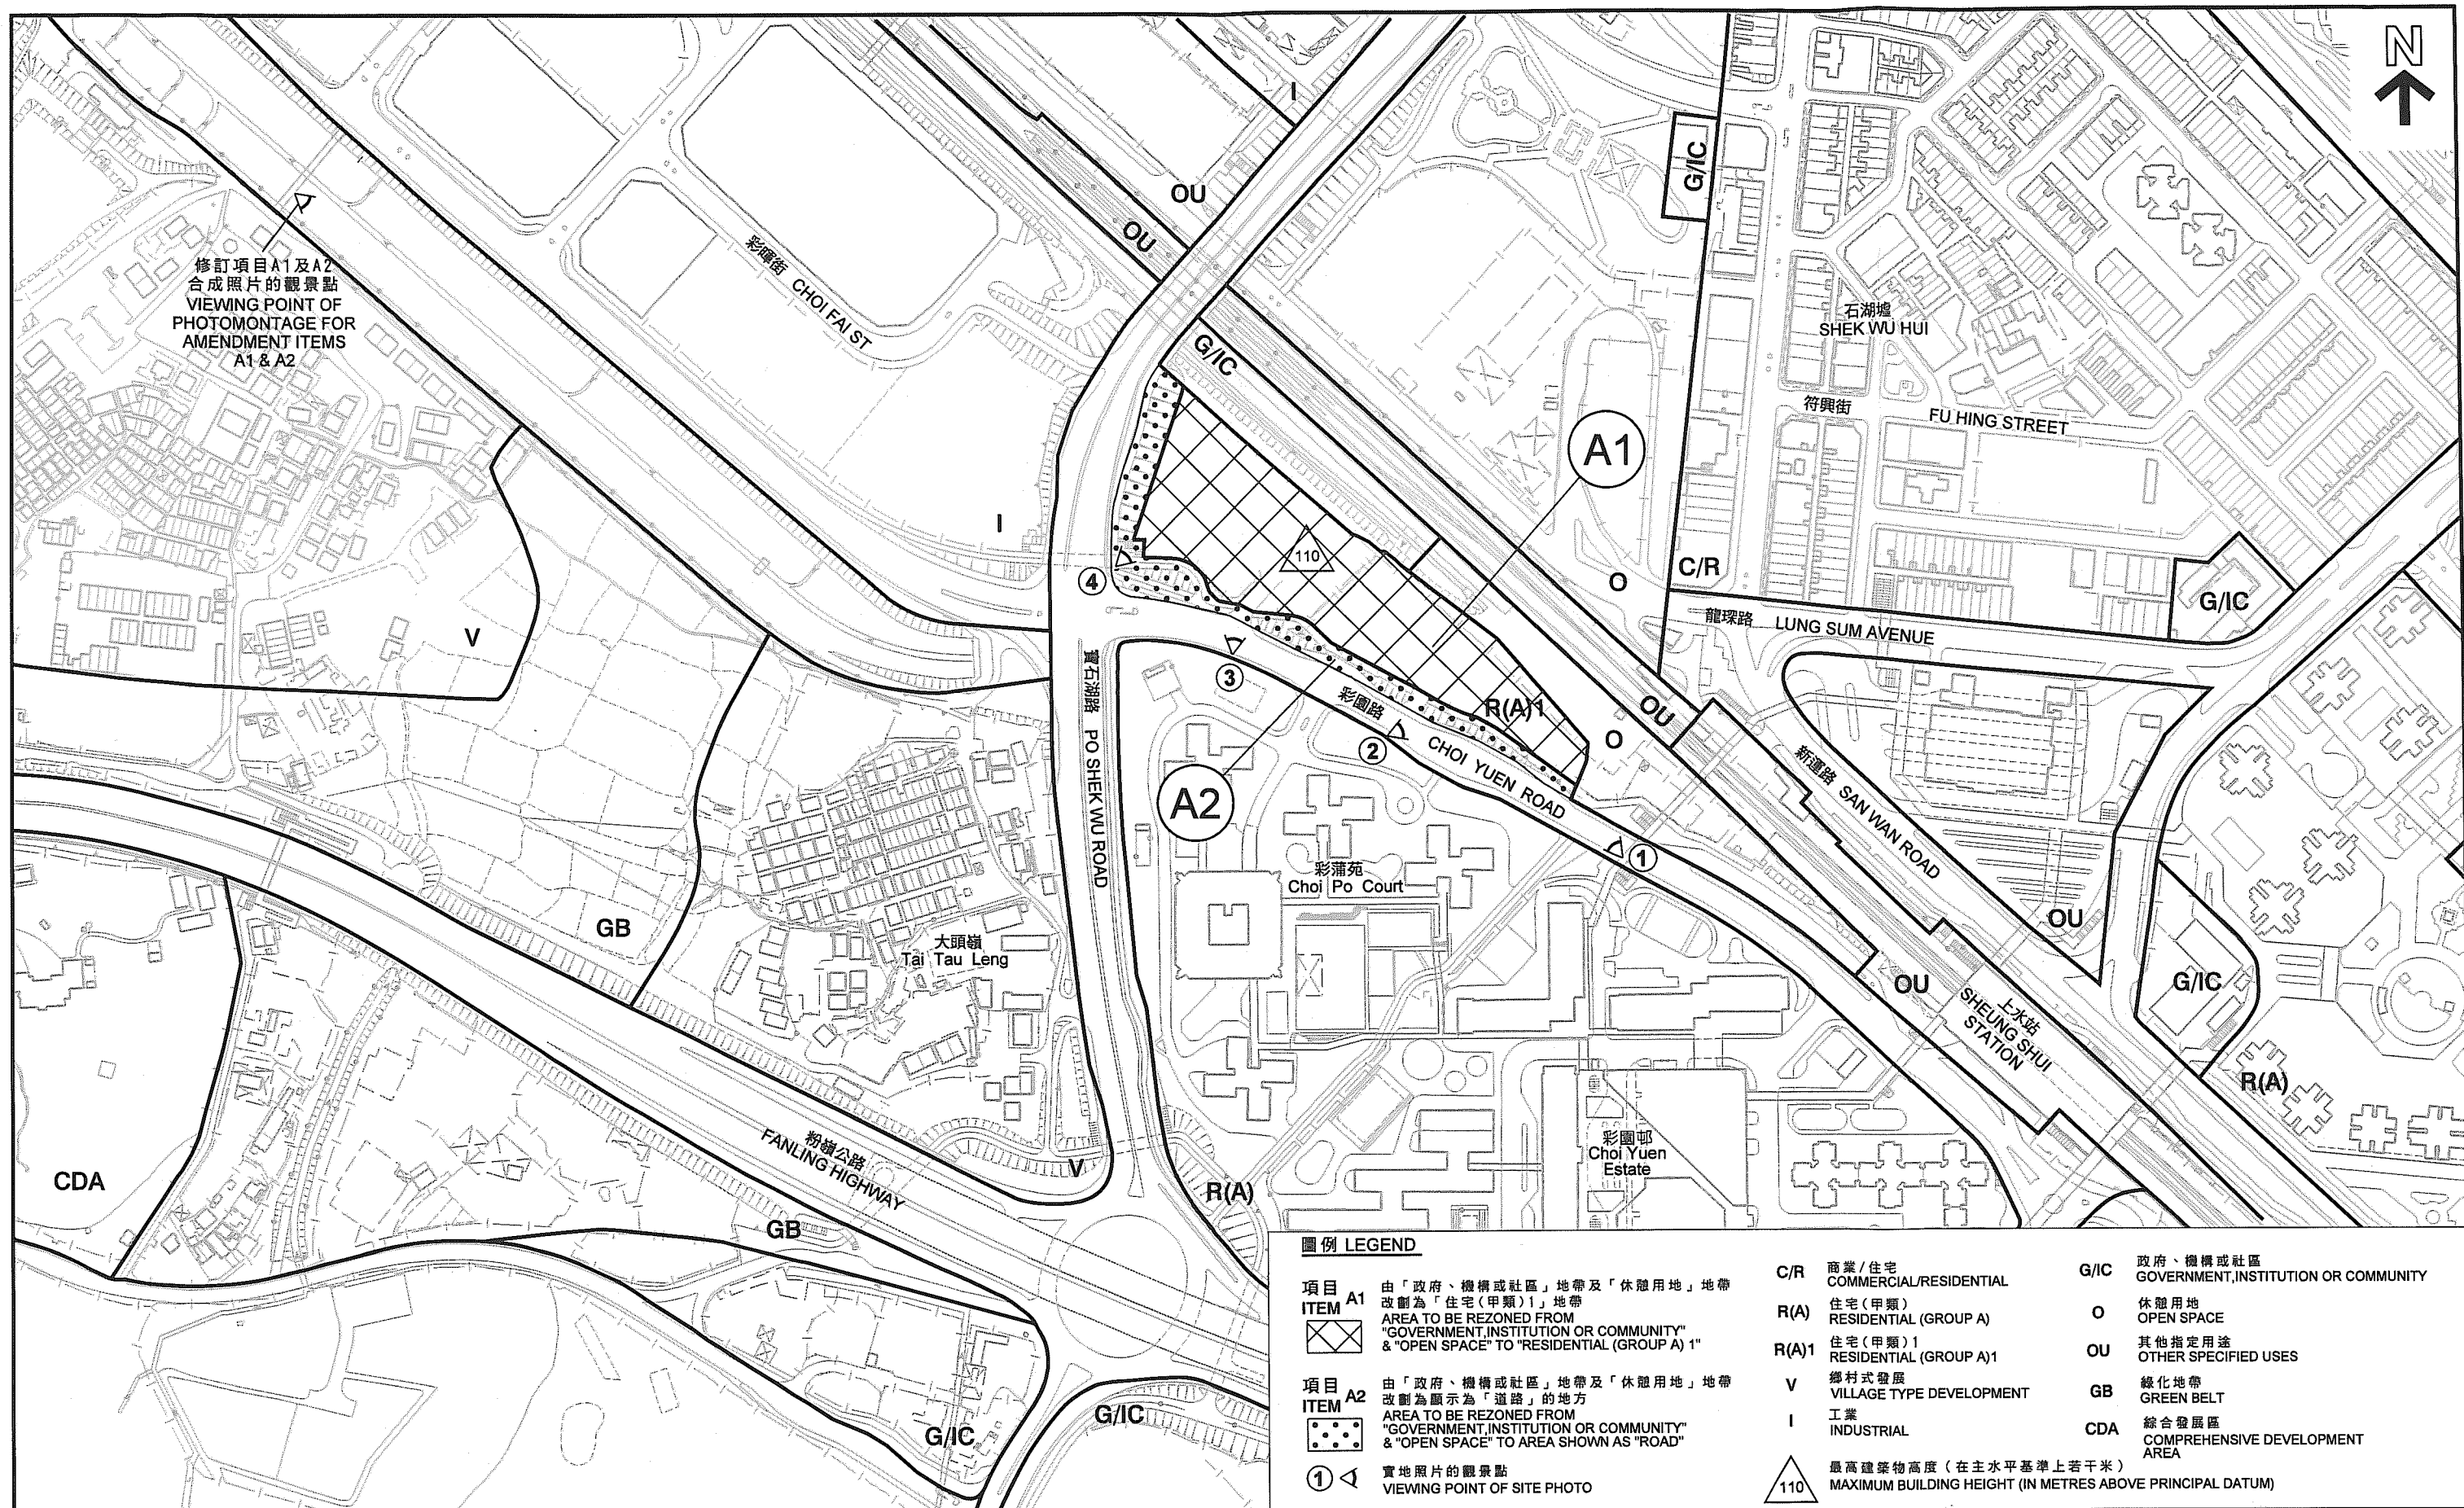 N
I
G/IC
OU
OU
彩暉街 CHOI FAI ST
修訂項目A1及A2
合成照片的觀景點
VIEWING POINT OF
PHOTOMONTAGE FOR
AMENDMENT ITEMS
A1 & A2
石湖墟
SHEK WU HUI
G/IC
符興街 FU HING STREET
A1
I
110
④
O
C/R
G/IC
龍琛路 LUNG SUM AVENUE
V
③
寶石湖路 PO SHEK WU ROAD
彩園路 CHOI YUEN ROAD
②
R(A)1
O
OU
A2
新運路 SAN WAN ROAD
①
彩蒲苑
Choi Po Court
GB
大頭嶺
Tai Tau Leng
OU
G/IC
OU
上水站
SHEUNG SHUI
STATION
R(A)
粉嶺公路
FANLING HIGHWAY
彩園邨
Choi Yuen
Estate
V
CDA
R(A)
GB
G/IC
G/IC
圖例 LEGEND
項目
ITEM A1
由「政府、機構或社區」地帶及「休憩用地」地帶
改劃為「住宅(甲類)1」地帶
AREA TO BE REZONED FROM
"GOVERNMENT,INSTITUTION OR COMMUNITY"
& "OPEN SPACE" TO "RESIDENTIAL (GROUP A) 1"
項目
ITEM A2
由「政府、機構或社區」地帶及「休憩用地」地帶
改劃為顯示為「道路」的地方
AREA TO BE REZONED FROM
"GOVERNMENT,INSTITUTION OR COMMUNITY"
& "OPEN SPACE" TO AREA SHOWN AS "ROAD"
①
實地照片的觀景點
VIEWING POINT OF SITE PHOTO
C/R
商業/住宅
COMMERCIAL/RESIDENTIAL
R(A)
住宅(甲類)
RESIDENTIAL (GROUP A)
R(A)1
住宅(甲類)1
RESIDENTIAL (GROUP A)1
V
鄉村式發展
VILLAGE TYPE DEVELOPMENT
I
工業
INDUSTRIAL
G/IC
政府、機構或社區
GOVERNMENT,INSTITUTION OR COMMUNITY
O
休憩用地
OPEN SPACE
OU
其他指定用途
OTHER SPECIFIED USES
GB
綠化地帶
GREEN BELT
CDA
綜合發展區
COMPREHENSIVE DEVELOPMENT
AREA
110
最高建築物高度(在主水平基準上若干米)
MAXIMUM BUILDING HEIGHT (IN METRES ABOVE PRINCIPAL DATUM)